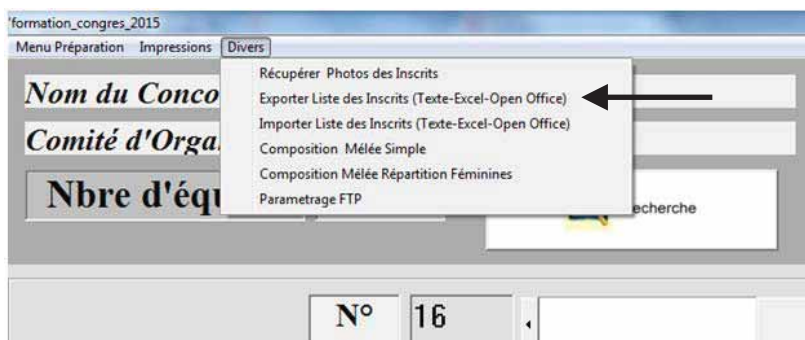 'formation_congres_2015
Menu Préparation Impressions Divers
Récupérer Photos des Inscrits
Exporter Liste des Inscrits (Texte-Excel-Open Office)
Importer Liste des Inscrits (Texte-Excel-Open Office)
Composition Mélée Simple
Composition Mélée Répartition Féminines
Parametrage FTP
Nom du Conco
Comité d'Orga
Nbre d'équ
echerche
N° 16